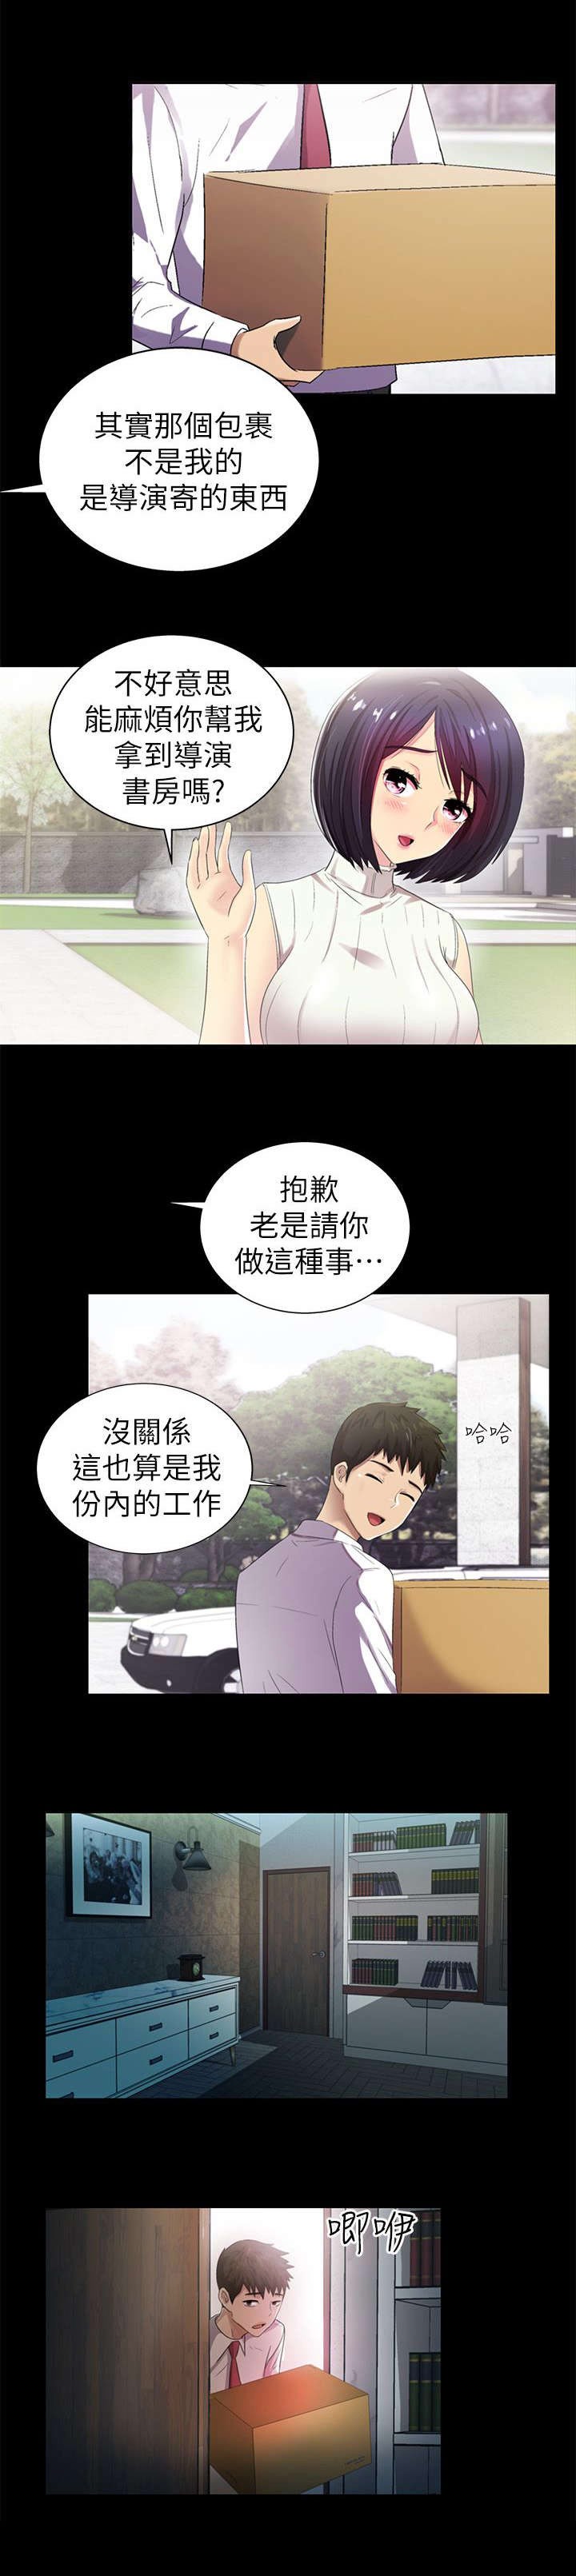 其實那個包裹
不是我的
是導演寄的東西
不好意思
能麻煩你幫我
拿到導演
書房嗎?
抱歉
老是請你
做這種事⋯
沒關係
這也算是我
份內的工作
哈哈
唧咿